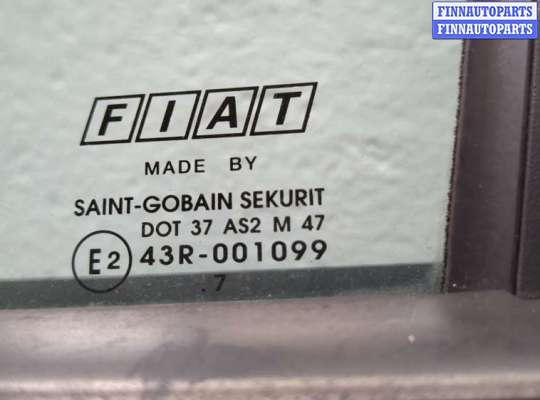 FINNAUTOPARTS
FINNAUTOPARTS
FIAT
MADE BY
SAINT-GOBAIN SEKURIT
DOT 37 AS2 M 47
E2 43R-001099
.7